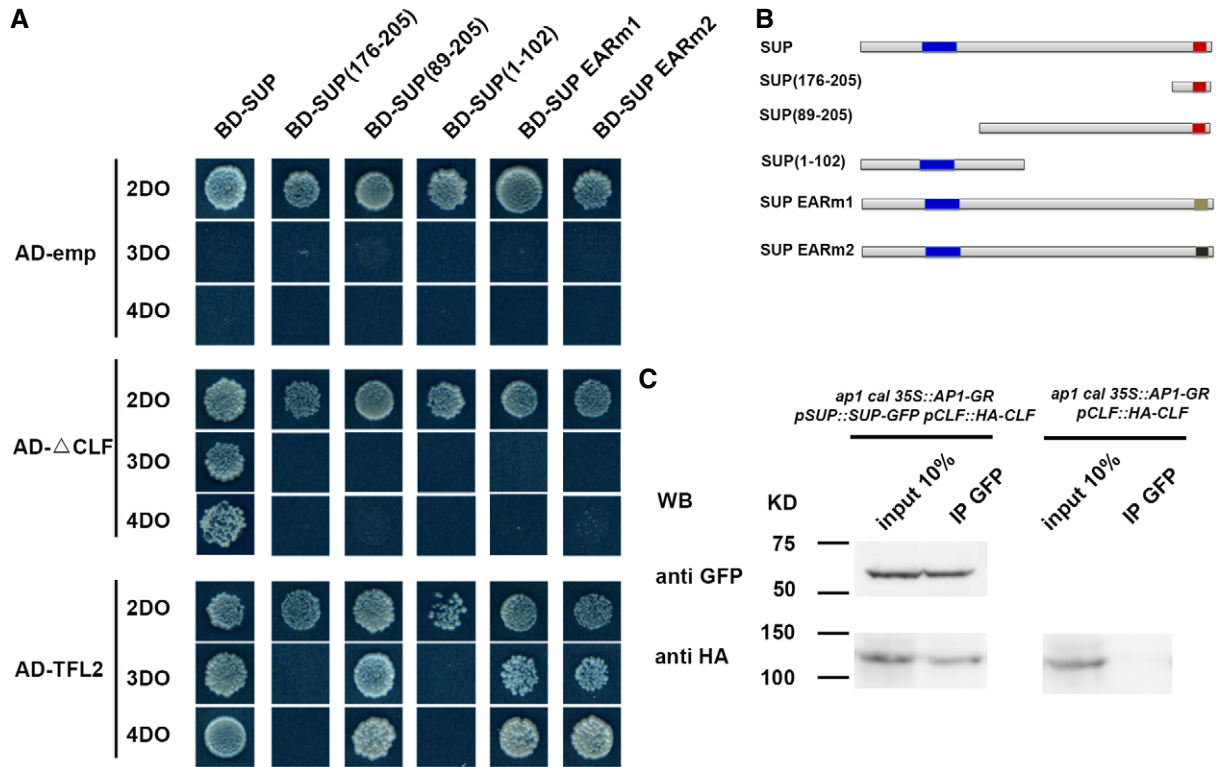 A
BD-SUP
BD-SUP(176-205)
BD-SUP(89-205)
BD-SUP(1-102)
BD-SUP EARm1
BD-SUP EARm2
AD-emp
2DO
3DO
4DO
AD-△CLF
2DO
3DO
4DO
AD-TFL2
2DO
3DO
4DO
B
SUP
SUP(176-205)
SUP(89-205)
SUP(1-102)
SUP EARm1
SUP EARm2
C
ap1 cal 35S::AP1-GR
pSUP::SUP-GFP pCLF::HA-CLF
ap1 cal 35S::AP1-GR
pCLF::HA-CLF
input 10%
IP GFP
input 10%
IP GFP
WB
KD
75
anti GFP
50
150
anti HA
100